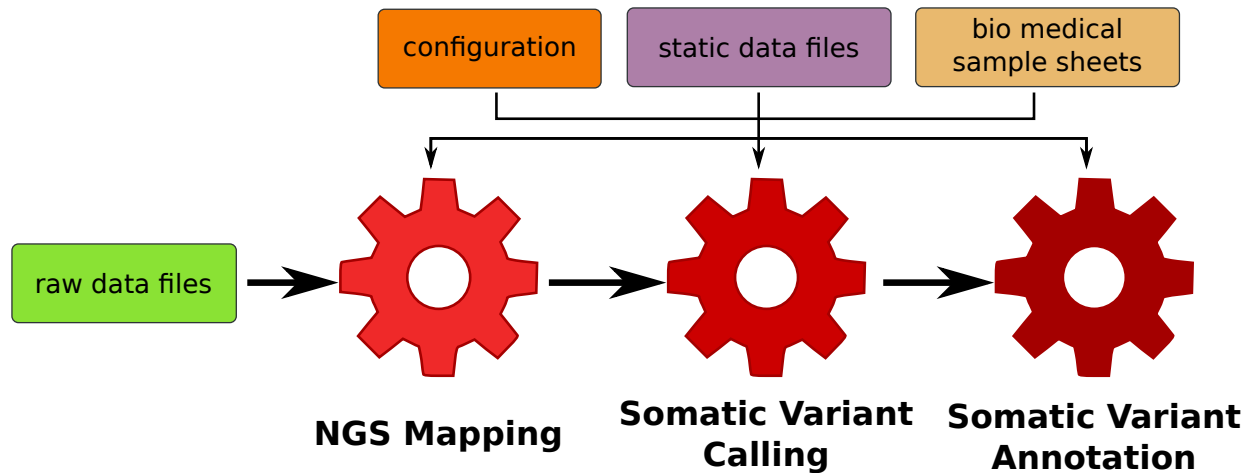 configuration
static data files
bio medical
sample sheets
raw data files
NGS Mapping
Somatic Variant
Calling
Somatic Variant
Annotation